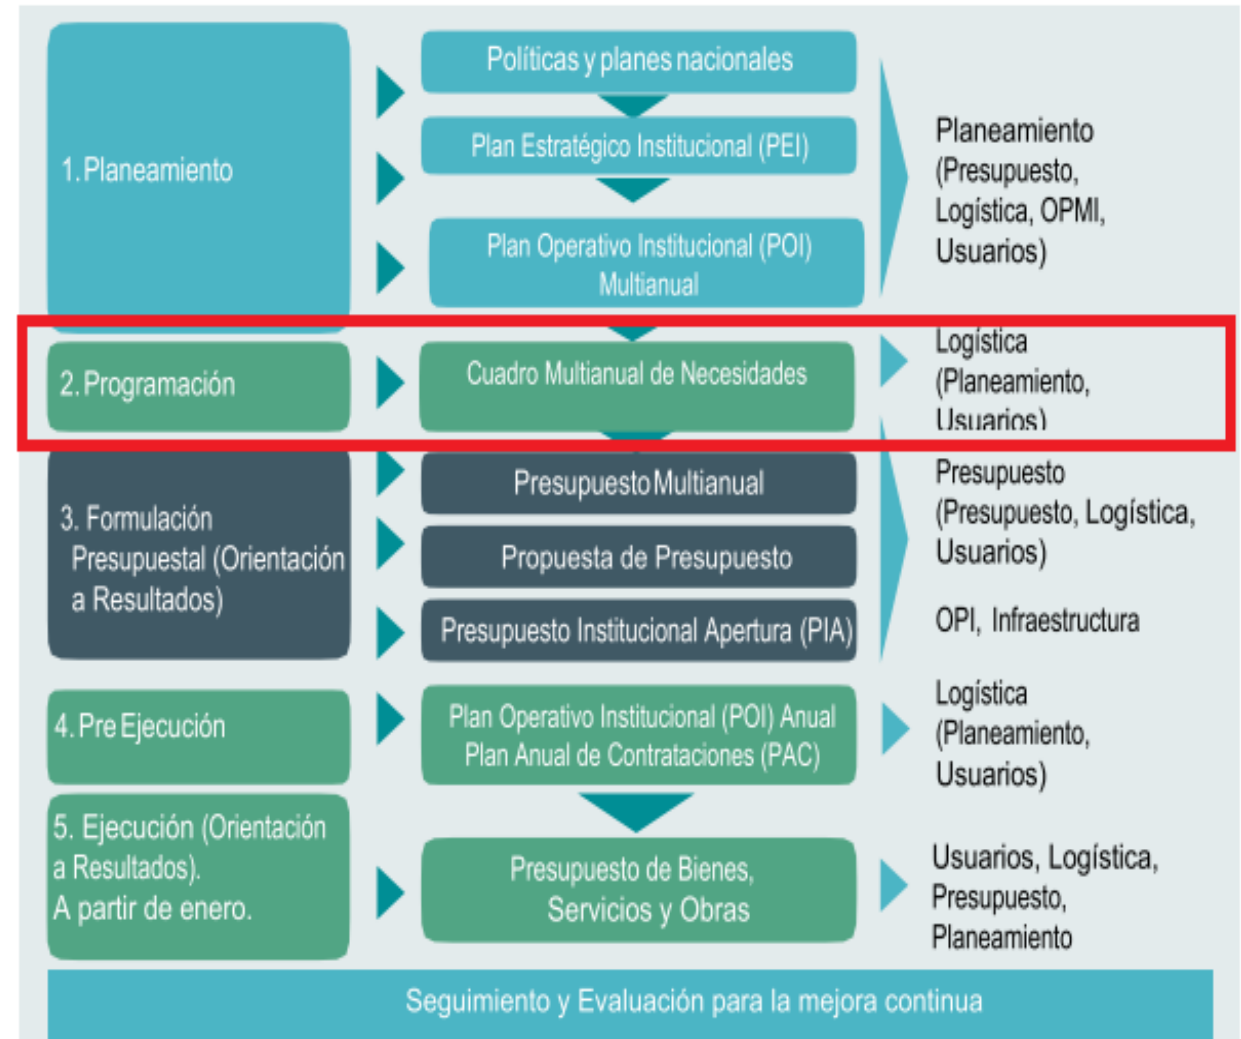 1. Planeamiento
Políticas y planes nacionales
Plan Estratégico Institucional (PEI)
Plan Operativo Institucional (POI)
Multianual
Planeamiento
(Presupuesto,
Logística, OPMI,
Usuarios)
2. Programación
Cuadro Multianual de Necesidades
Logística
(Planeamiento,
Usuarios)
3. Formulación
Presupuestal (Orientación
a Resultados)
Presupuesto Multianual
Propuesta de Presupuesto
Presupuesto Institucional Apertura (PIA)
Presupuesto
(Presupuesto, Logística,
Usuarios)
OPI, Infraestructura
4. Pre Ejecución
Plan Operativo Institucional (POI) Anual
Plan Anual de Contrataciones (PAC)
Logística
(Planeamiento,
Usuarios)
5. Ejecución (Orientación
a Resultados).
A partir de enero.
Presupuesto de Bienes,
Servicios y Obras
Usuarios, Logística,
Presupuesto,
Planeamiento
Seguimiento y Evaluación para la mejora continua